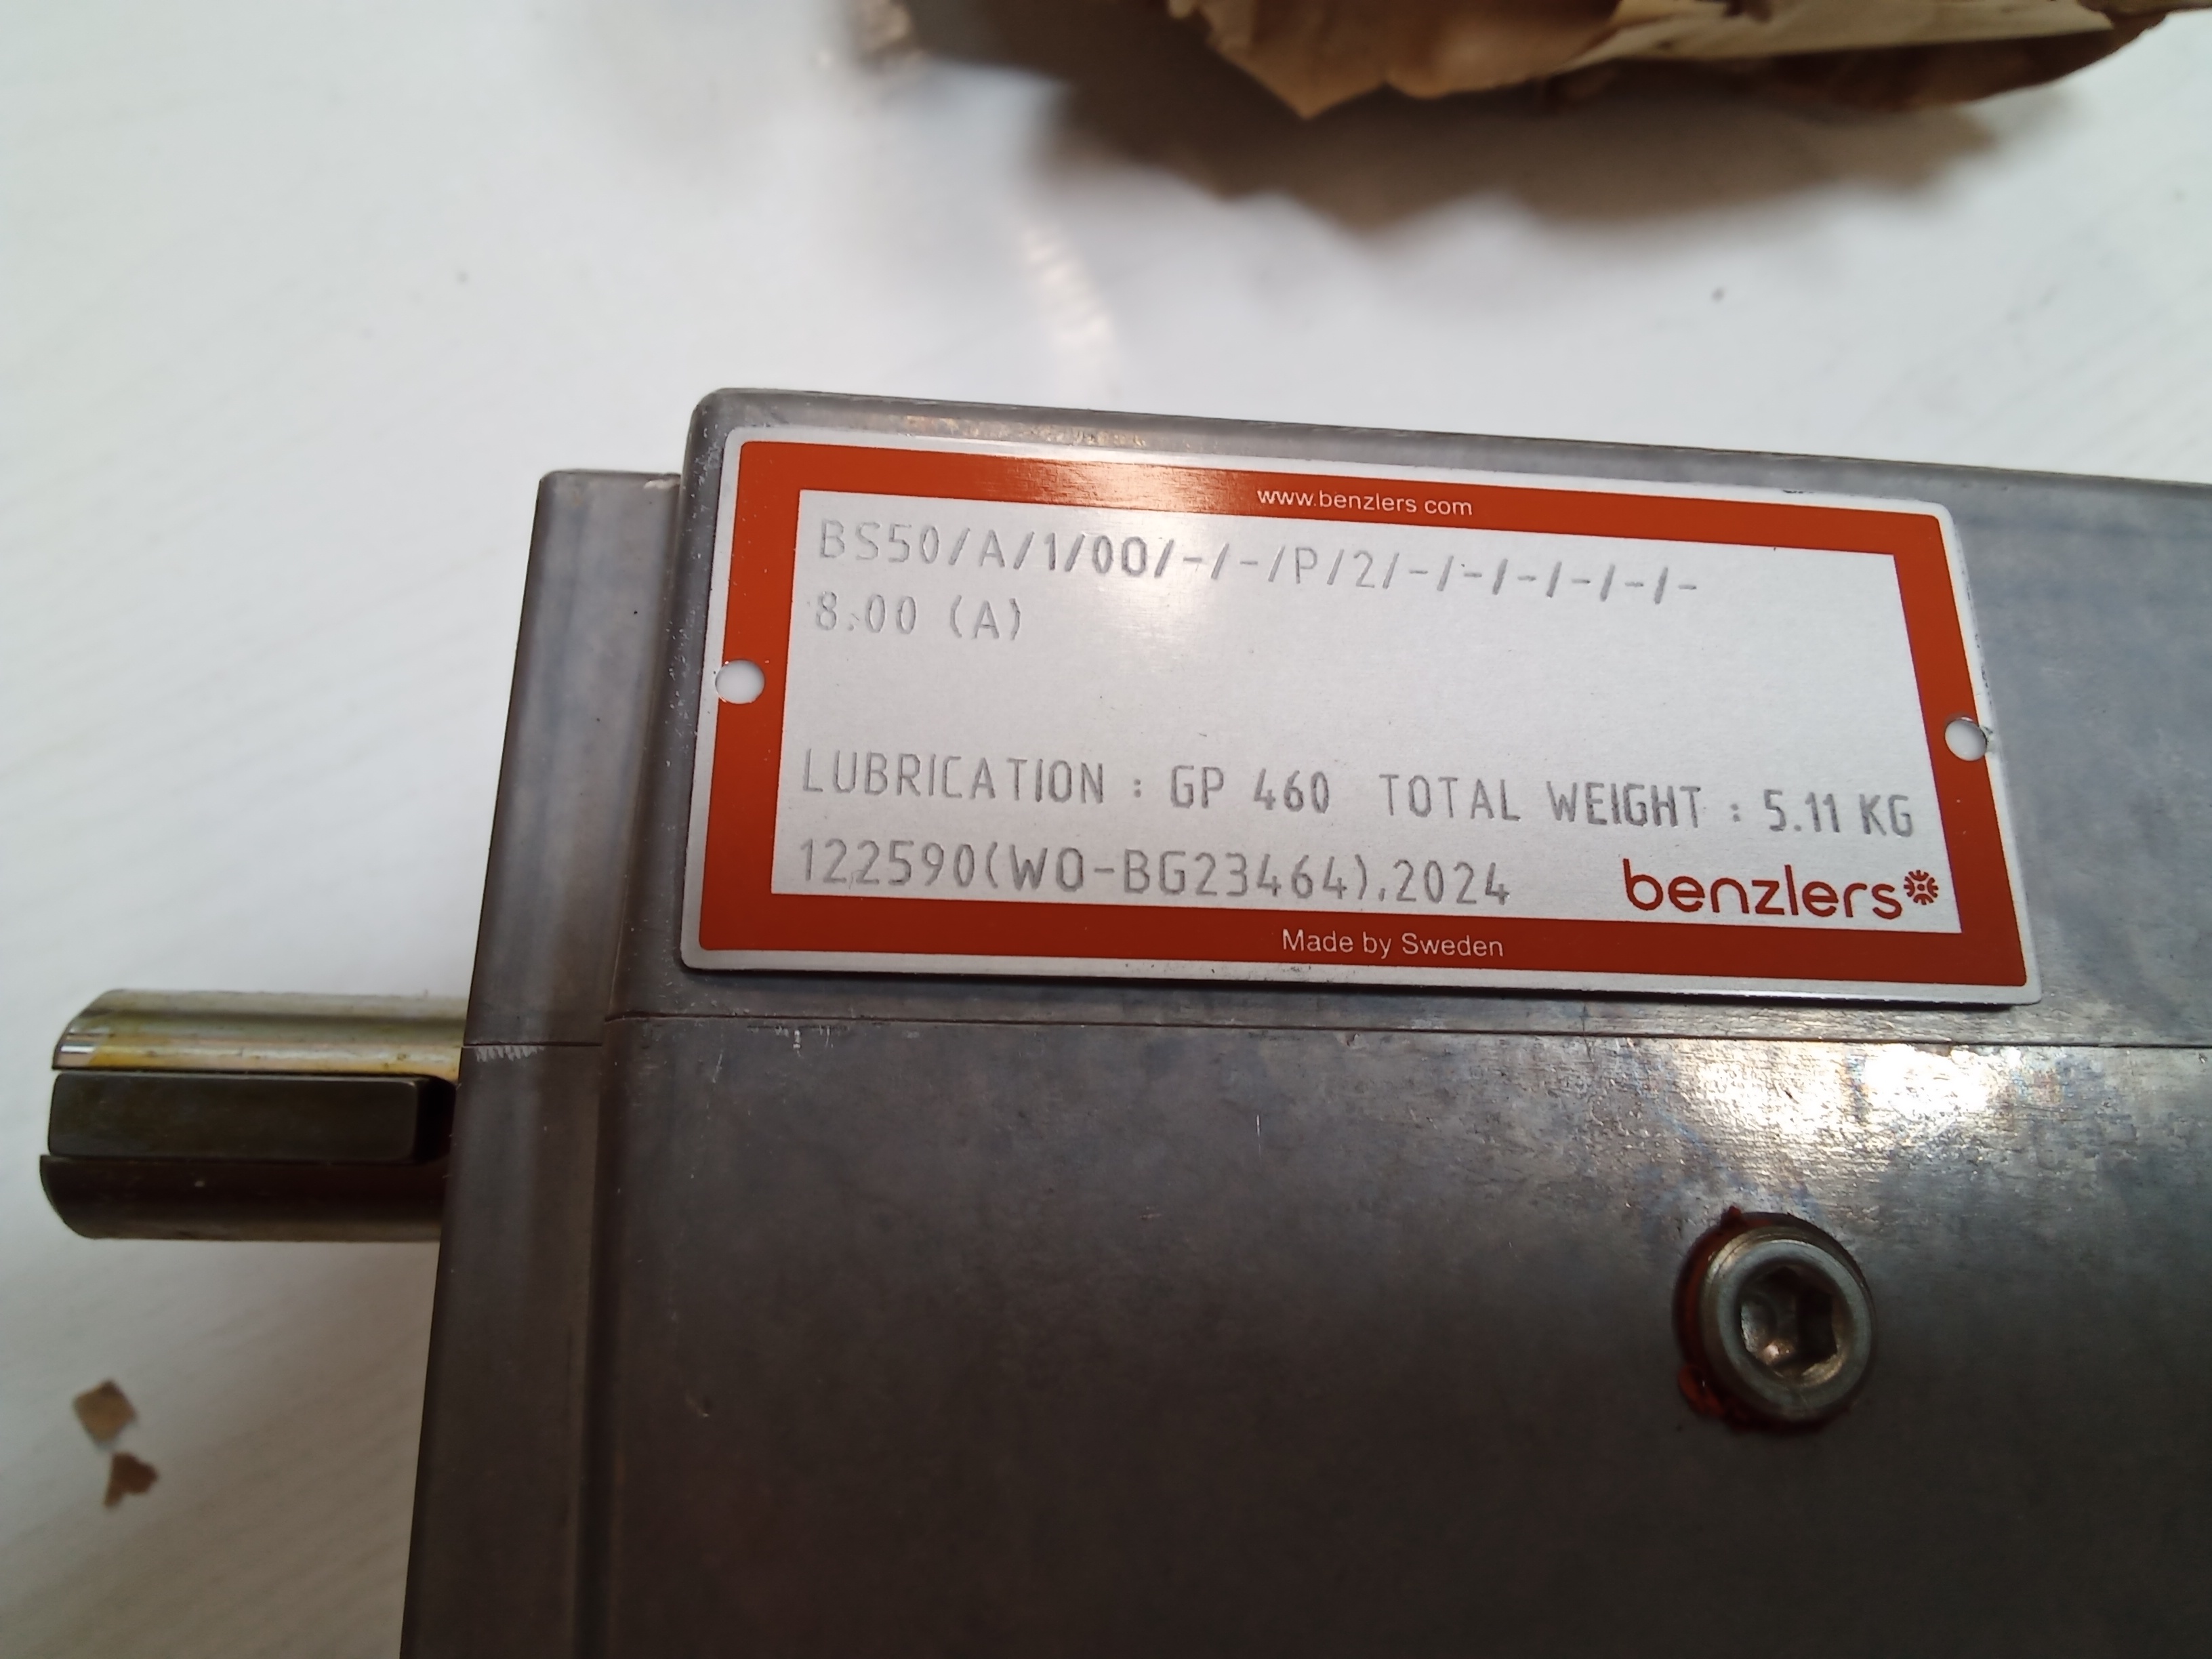 www.benzlers.com
BS50/A/1/00/-/-/P/2/-/-/-/-/-/-
8.00 (A)
LUBRICATION : GP 460 TOTAL WEIGHT : 5.11 KG
122590(WO-BG23464).2024
benzlers
Made by Sweden